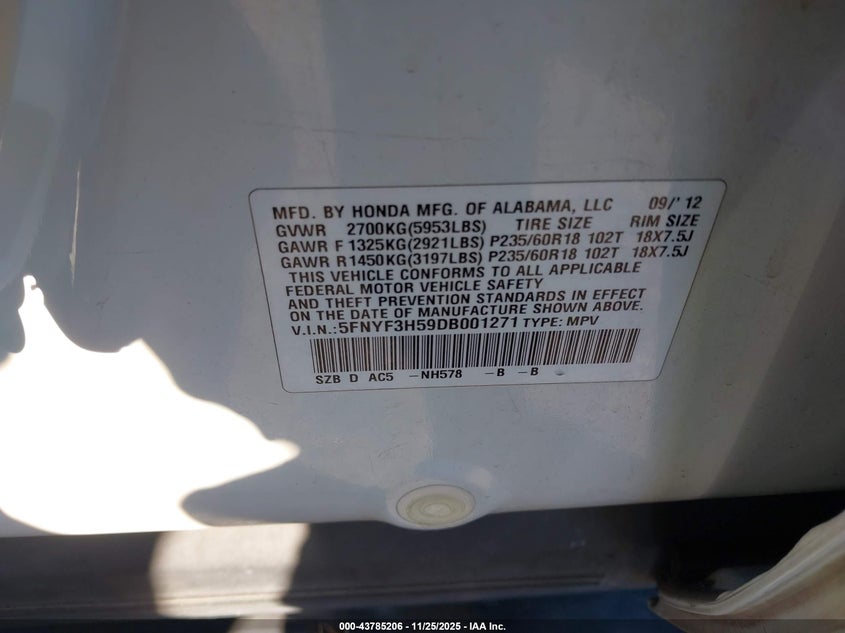 MFD. BY HONDA MFG. OF ALABAMA, LLC 09/'12
GVWR 2700KG(5953LBS) TIRE SIZE RIM SIZE
GAWR F 1325KG(2921LBS) P235/60R18 102T 18X7.5J
GAWR R 1450KG(3197LBS) P235/60R18 102T 18X7.5J
THIS VEHICLE CONFORMS TO ALL APPLICABLE
FEDERAL MOTOR VEHICLE SAFETY
AND THEFT PREVENTION STANDARDS IN EFFECT
ON THE DATE OF MANUFACTURE SHOWN ABOVE.
V.I.N.:5FNYF3H59DB001271 TYPE: MPV
SZB D AC5 -NH578 -B -B
000-43785206 - 11/25/2025 - IAA Inc.